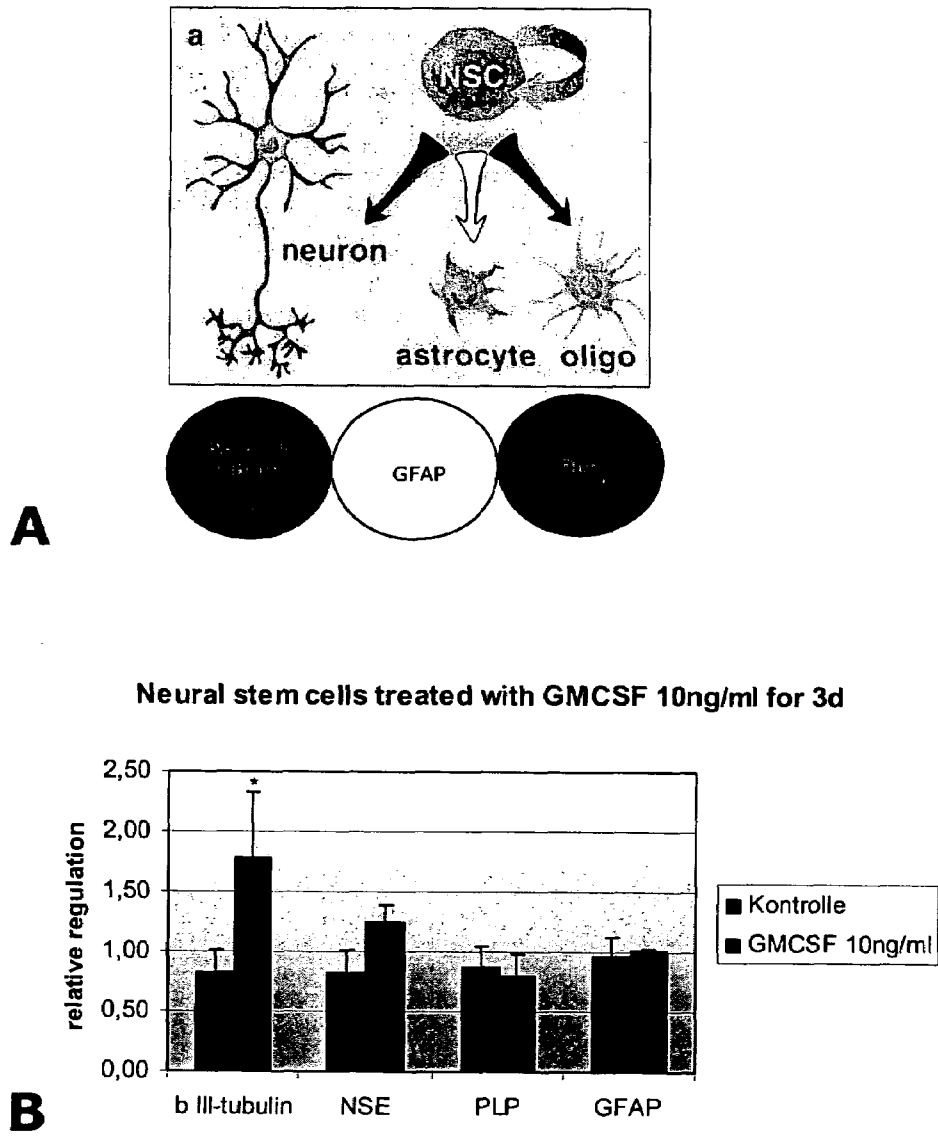 a
NSC
neuron
astrocyte oligo
GFAP
A
Neural stem cells treated with GMCSF 10ng/ml for 3d
relative regulation
2,50
2,00
1,50
1,00
0,50
0,00
*
b III-tubulin NSE PLP GFAP
Kontrolle
GMCSF 10ng/ml
B